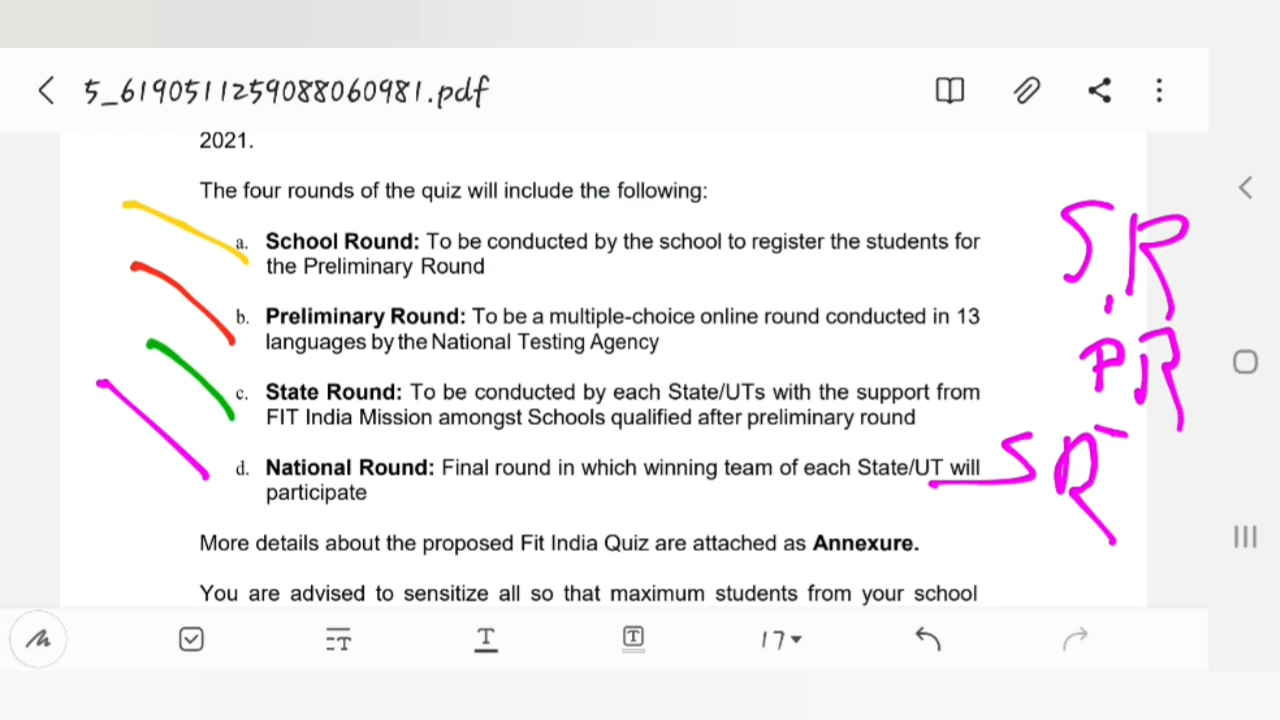 5_6190511259088060981.pdf
2021.
The four rounds of the quiz will include the following:
a. School Round: To be conducted by the school to register the students for
the Preliminary Round
b. Preliminary Round: To be a multiple-choice online round conducted in 13
languages by the National Testing Agency
c. State Round: To be conducted by each State/UTs with the support from
FIT India Mission amongst Schools qualified after preliminary round
d. National Round: Final round in which winning team of each State/UT will
participate
More details about the proposed Fit India Quiz are attached as Annexure.
You are advised to sensitize all so that maximum students from your school
SR
PR
SR
T
T
17